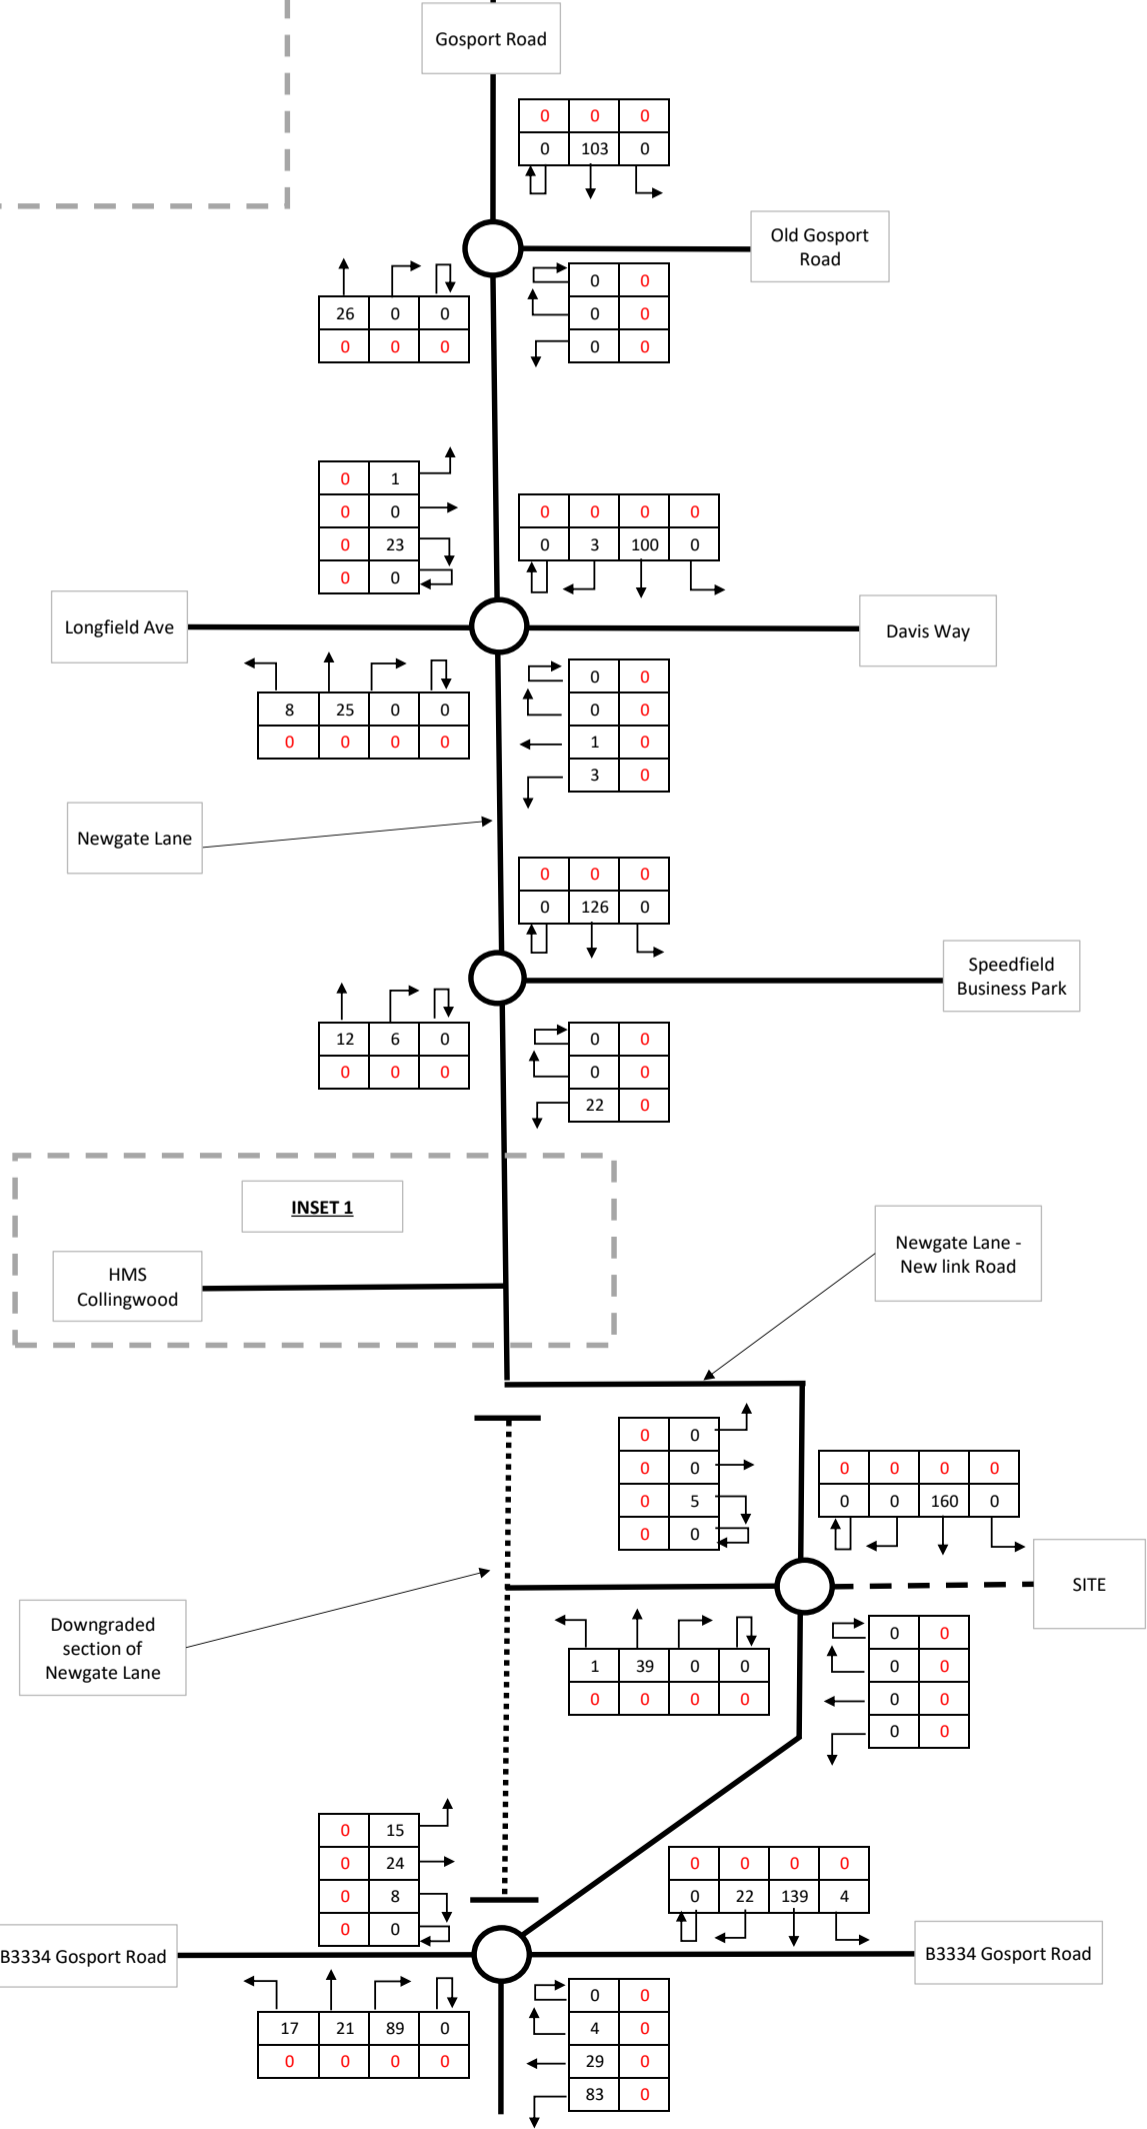 Gosport Road
0 0 0
0 103 0
Old Gosport
Road
0 0
0 0
0 0
26 0 0
0 0 0
0 1
0 0
0 23
0 0
0 0 0 0
0 3 100 0
Longfield Ave
Davis Way
0 0
0 0
1 0
3 0
8 25 0 0
0 0 0 0
Newgate Lane
0 0 0
0 126 0
Speedfield
Business Park
12 6 0
0 0 0
0 0
0 0
22 0
INSET 1
HMS
Collingwood
Newgate Lane -
New link Road
0 0
0 0
0 5
0 0
0 0 0 0
0 0 160 0
SITE
Downgraded
section of
Newgate Lane
1 39 0 0
0 0 0 0
0 0
0 0
0 0
0 0
0 15
0 24
0 8
0 0
0 0 0 0
0 22 139 4
B3334 Gosport Road
B3334 Gosport Road
17 21 89 0
0 0 0 0
0 0
4 0
29 0
83 0